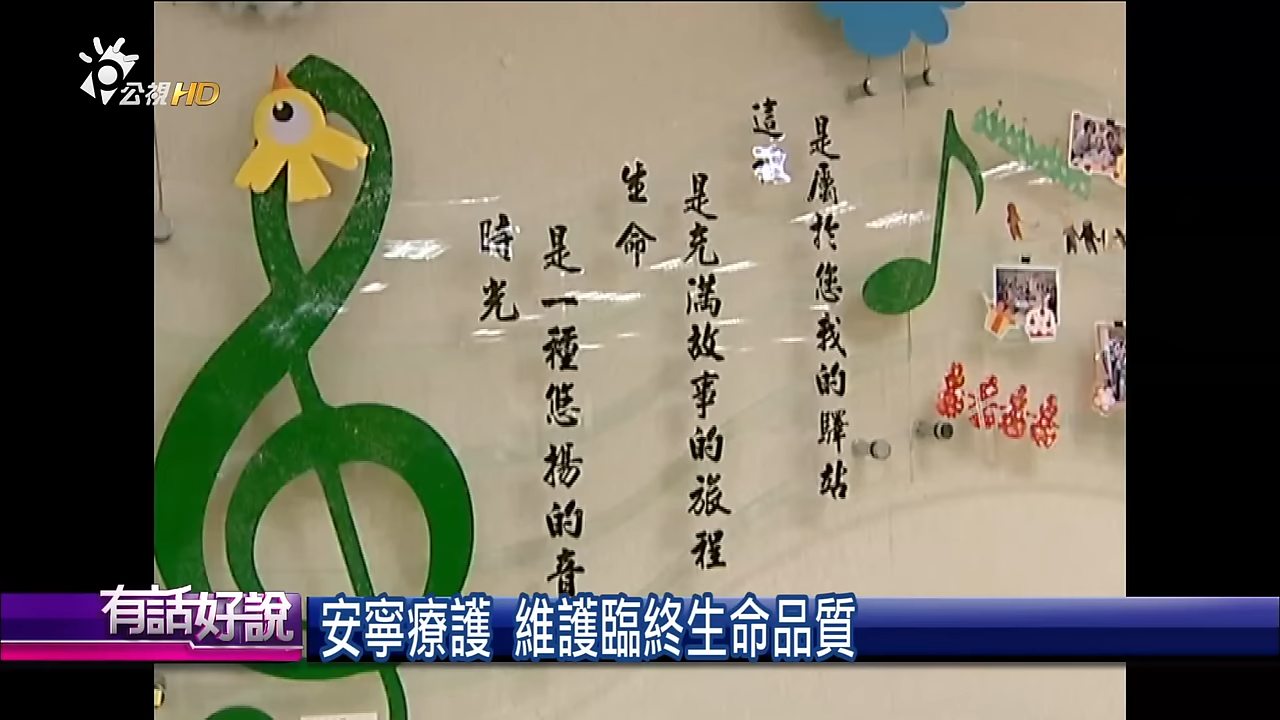 公視HD
這裡
是屬於您我的驛站
生命
是充滿故事的旅程
時光
是一種悠揚的音
有話好說
安寧療護 維護臨終生命品質